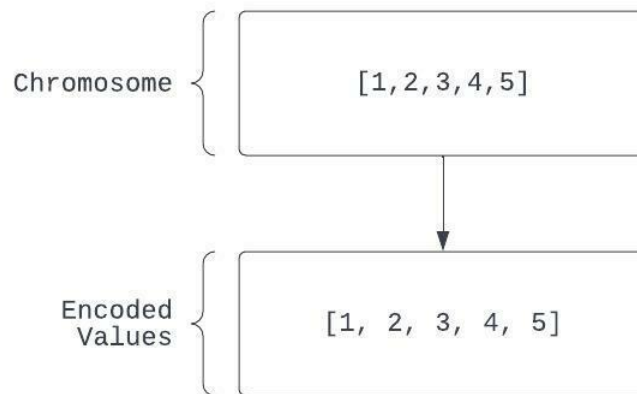 Chromosome
[1,2,3,4,5]
Encoded
Values
[1, 2, 3, 4, 5]